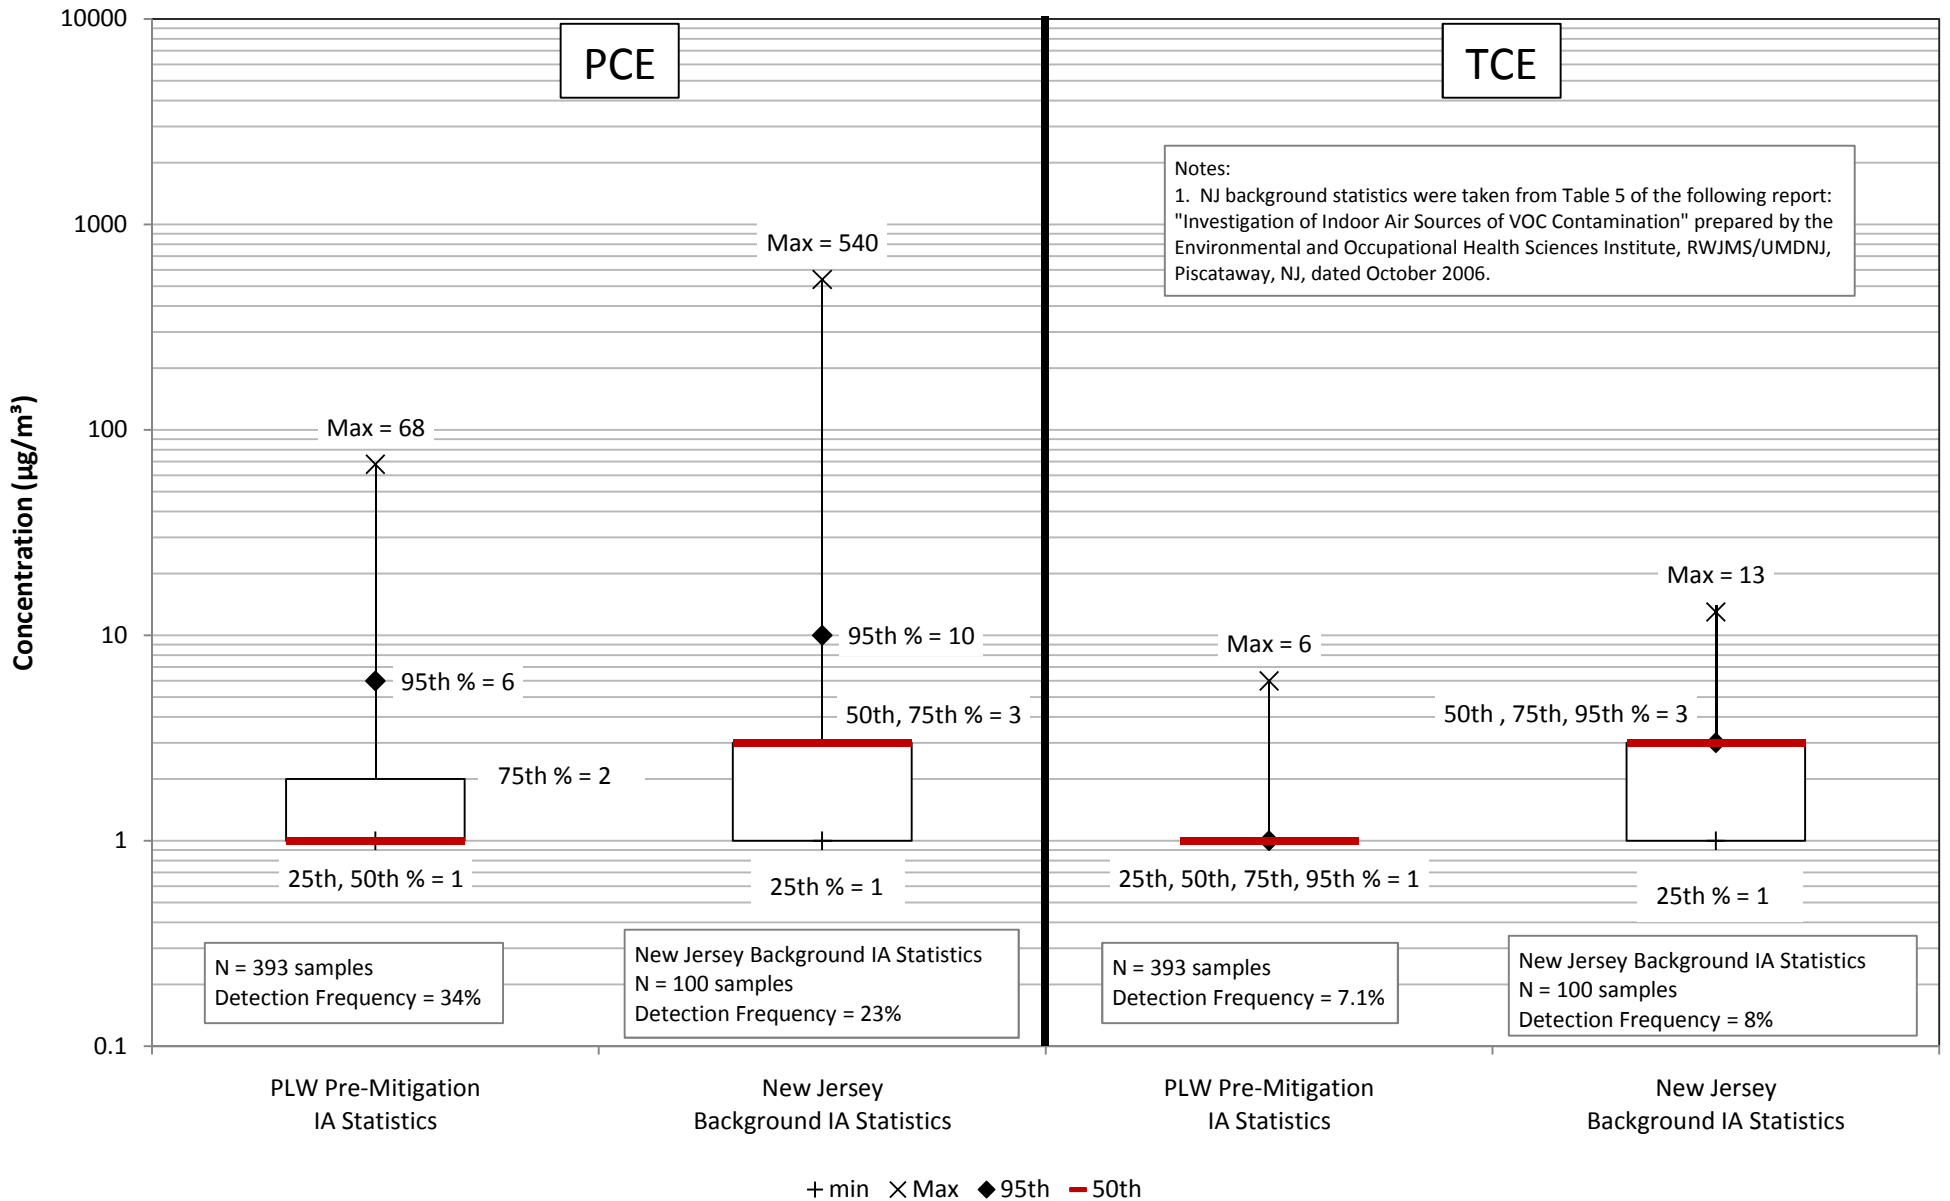 PCE
TCE
Notes:
1. NJ background statistics were taken from Table 5 of the following report:
"Investigation of Indoor Air Sources of VOC Contamination" prepared by the
Environmental and Occupational Health Sciences Institute, RWJMS/UMDNJ,
Piscataway, NJ, dated October 2006.
Concentration (µg/m³)
10000
1000
100
10
1
0.1
Max = 68
95th % = 6
75th % = 2
25th, 50th % = 1
N = 393 samples
Detection Frequency = 34%
Max = 540
95th % = 10
50th, 75th % = 3
25th % = 1
New Jersey Background IA Statistics
N = 100 samples
Detection Frequency = 23%
Max = 6
25th, 50th, 75th, 95th % = 1
N = 393 samples
Detection Frequency = 7.1%
Max = 13
50th , 75th, 95th % = 3
25th % = 1
New Jersey Background IA Statistics
N = 100 samples
Detection Frequency = 8%
PLW Pre-Mitigation
IA Statistics
New Jersey
Background IA Statistics
PLW Pre-Mitigation
IA Statistics
New Jersey
Background IA Statistics
min Max 95th 50th